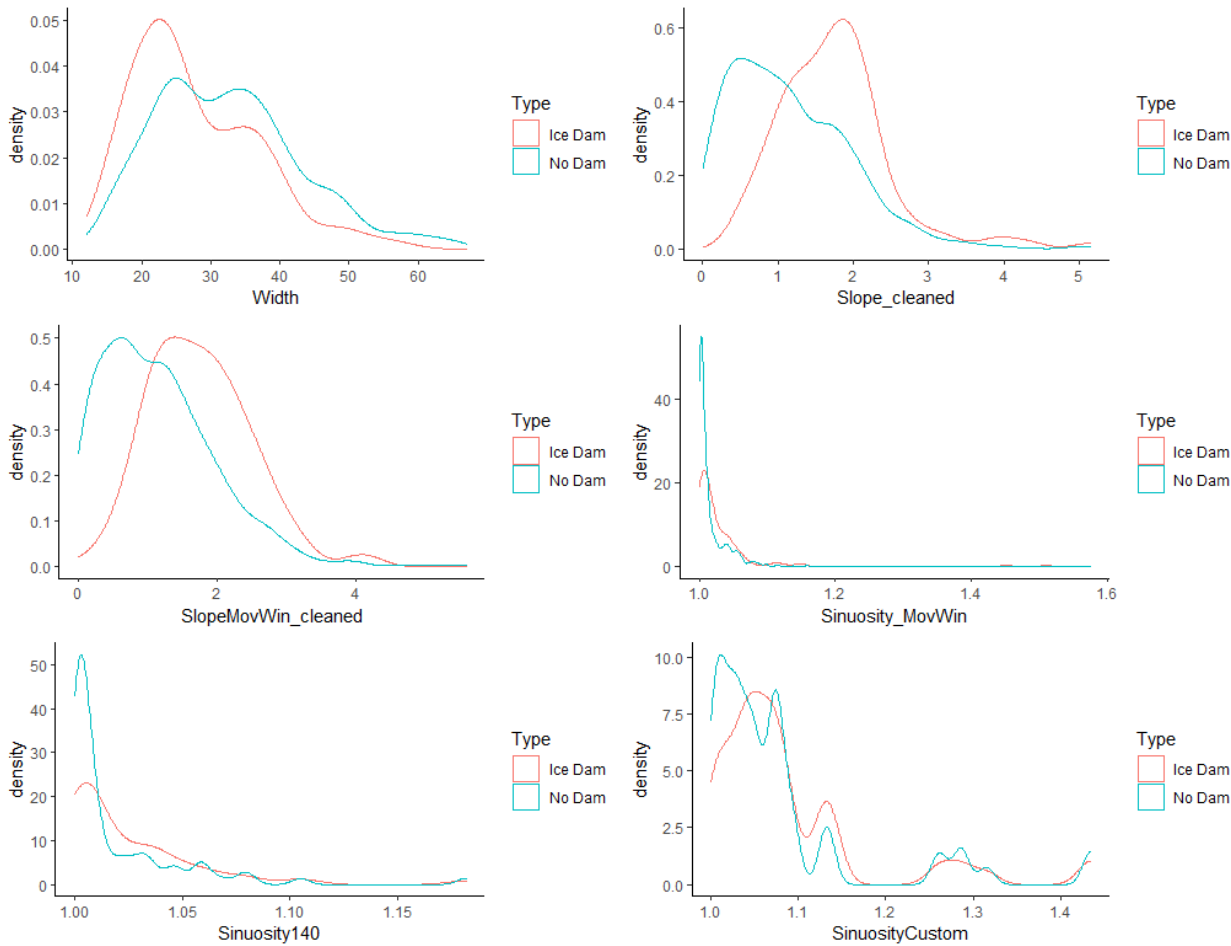 density
0.05
0.04
0.03
0.02
0.01
0.00
10 20 30 40 50 60
Width
Type
Ice Dam
No Dam
density
0.6
0.4
0.2
0.0
0 1 2 3 4 5
Slope_cleaned
Type
Ice Dam
No Dam
density
0.5
0.4
0.3
0.2
0.1
0.0
0 2 4
SlopeMovWin_cleaned
Type
Ice Dam
No Dam
density
40
20
0
1.0 1.2 1.4 1.6
Sinuosity_MovWin
Type
Ice Dam
No Dam
density
50
40
30
20
10
0
1.00 1.05 1.10 1.15
Sinuosity140
Type
Ice Dam
No Dam
density
10.0
7.5
5.0
2.5
0.0
1.0 1.1 1.2 1.3 1.4
SinuosityCustom
Type
Ice Dam
No Dam